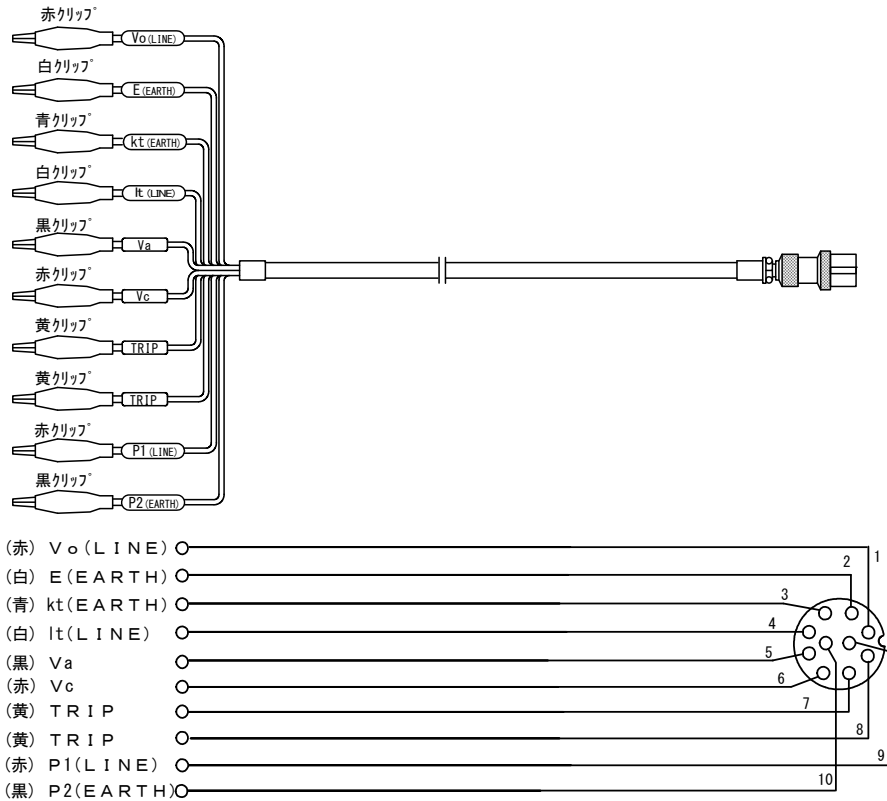 赤ｸﾘｯﾌﾟ
Vo(LINE)
白ｸﾘｯﾌﾟ
E(EARTH)
青ｸﾘｯﾌﾟ
kt(EARTH)
白ｸﾘｯﾌﾟ
lt(LINE)
黒ｸﾘｯﾌﾟ
Va
赤ｸﾘｯﾌﾟ
Vc
黄ｸﾘｯﾌﾟ
TRIP
黄ｸﾘｯﾌﾟ
TRIP
赤ｸﾘｯﾌﾟ
P1(LINE)
黒ｸﾘｯﾌﾟ
P2(EARTH)
(赤) Ｖｏ(ＬＩＮＥ) 1
(白) Ｅ(ＥＡＲＴＨ) 2
(青) kt(ＥＡＲＴＨ) 3
(白) lt(ＬＩＮＥ) 4
(黒) Ｖａ 5
(赤) Ｖｃ 6
(黄) ＴＲＩＰ 7
(黄) ＴＲＩＰ 8
(赤) P1(ＬＩＮＥ) 9
(黒) P2(ＥＡＲＴＨ) 10